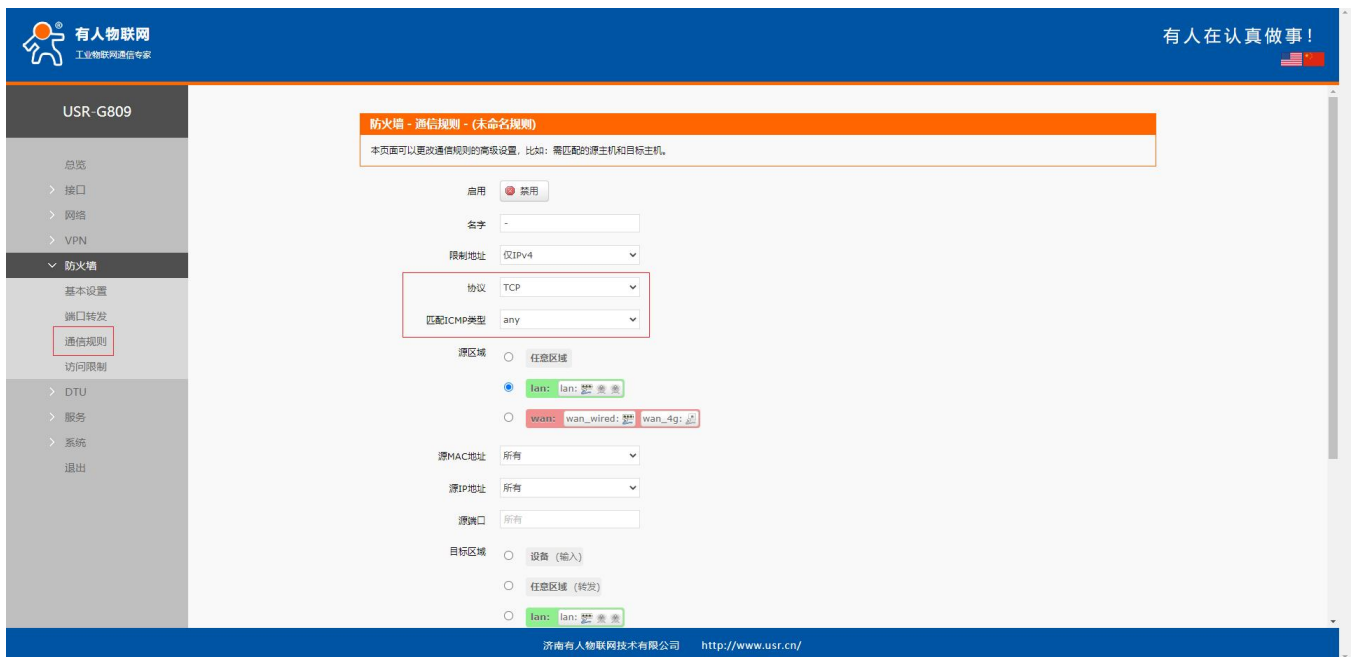 有人物联网
®
工业物联网通信专家
有人在认真做事！
USR-G809
总览
接口
网络
VPN
防火墙
基本设置
端口转发
通信规则
访问限制
DTU
服务
系统
退出
防火墙 - 通信规则 - (未命名规则)
本页面可以更改通信规则的高级设置，比如：需匹配的源主机和目标主机。
启用 禁用
名字 -
限制地址 仅IPv4
协议 TCP
匹配ICMP类型 any
源区域 任意区域
lan: lan:
wan: wan_wired: wan_4g:
源MAC地址 所有
源IP地址 所有
源端口 所有
目标区域 设备 (输入)
任意区域 (转发)
lan: lan:
济南有人物联网技术有限公司 http://www.usr.cn/